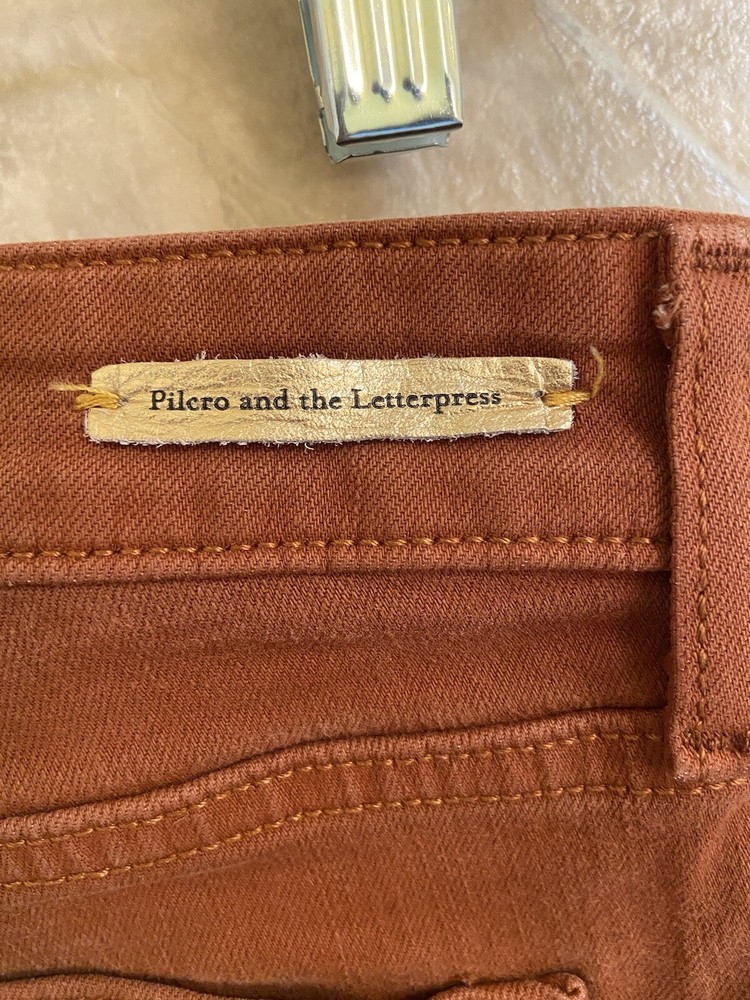 Pilcro and the Letterpress